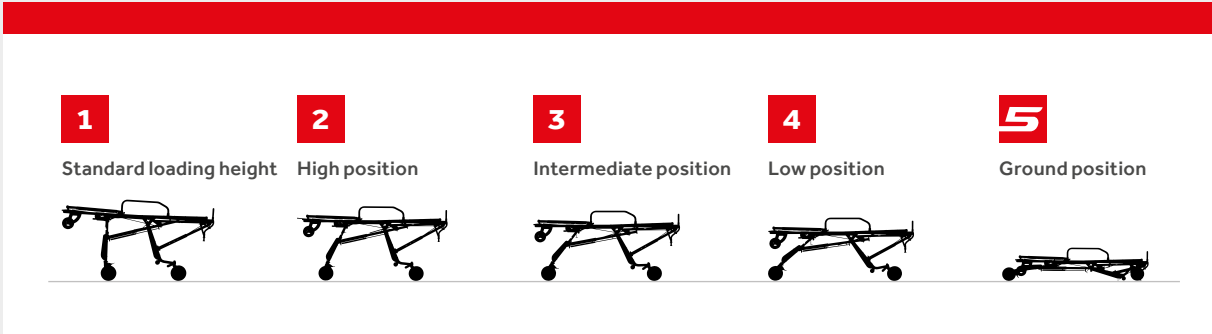 1
Standard loading height
2
High position
3
Intermediate position
4
Low position
5
Ground position